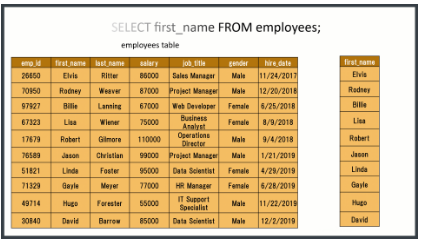 SELECT first_name FROM employees;
employees table
emp_id first_name last_name salary job_title gender hire_date
26650 Elvis Ritter 86000 Sales Manager Male 11/24/2017
70950 Rodney Weaver 87000 Project Manager Male 12/20/2018
97927 Billie Lanning 67000 Web Developer Female 6/25/2018
67323 Lisa Wiener 75000 Business Analyst Female 8/9/2018
17679 Robert Gilmore 110000 Operations Director Male 9/4/2018
76589 Jason Christian 99000 Project Manager Male 1/21/2019
51821 Linda Foster 95000 Data Scientist Female 4/29/2019
71329 Gayle Meyer 77000 HR Manager Female 6/28/2019
49714 Hugo Forester 55000 IT Support Specialist Male 11/22/2019
30840 David Barrow 85000 Data Scientist Male 12/2/2019
first_name
Elvis
Rodney
Billie
Lisa
Robert
Jason
Linda
Gayle
Hugo
David